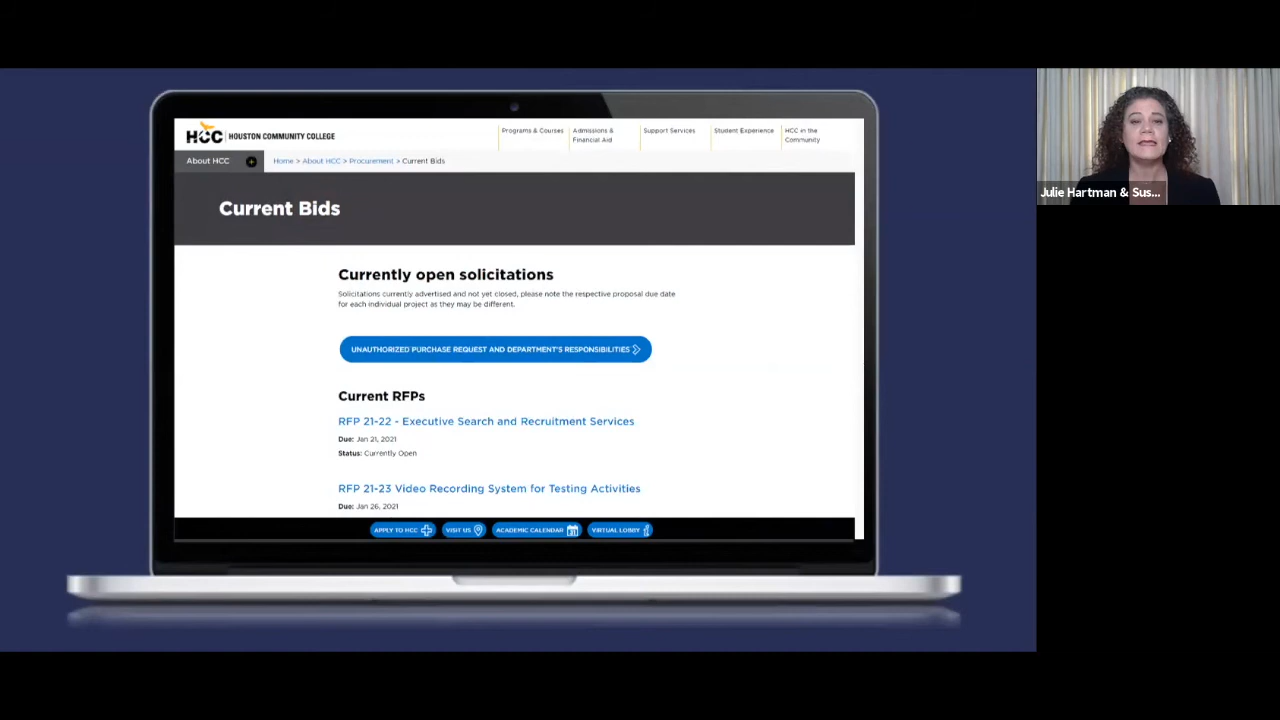 HCC HOUSTON COMMUNITY COLLEGE
Programs & Courses
Admissions &
Financial Aid
Support Services
Student Experience
HCC in the
Community
About HCC
Home > About HCC > Procurement > Current Bids
Current Bids
Currently open solicitations
Solicitations currently advertised and not yet closed, please note the respective proposal due date
for each individual project as they may be different.
UNAUTHORIZED PURCHASE REQUEST AND DEPARTMENT'S RESPONSIBILITIES
Current RFPs
RFP 21-22 - Executive Search and Recruitment Services
Due: Jan 21, 2021
Status: Currently Open
RFP 21-23 Video Recording System for Testing Activities
Due: Jan 26, 2021
APPLY TO HCC
VISIT US
ACADEMIC CALENDAR
VIRTUAL LOBBY
Julie Hartman & Sus...